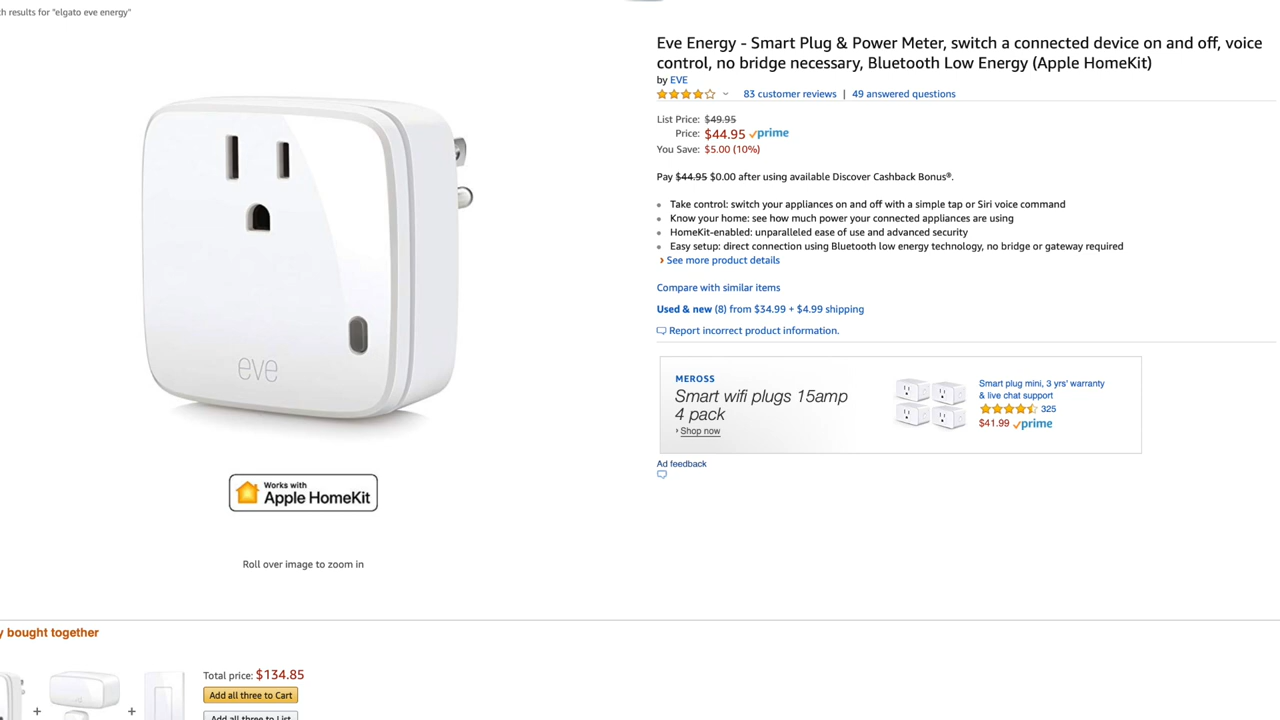 h results for "elgato eve energy"
Eve Energy - Smart Plug & Power Meter, switch a connected device on and off, voice
control, no bridge necessary, Bluetooth Low Energy (Apple HomeKit)
by EVE
83 customer reviews | 49 answered questions
List Price: $49.95
Price: $44.95 prime
You Save: $5.00 (10%)
Pay $44.95 $0.00 after using available Discover Cashback Bonus®.
Take control: switch your appliances on and off with a simple tap or Siri voice command
Know your home: see how much power your connected appliances are using
HomeKit-enabled: unparalleled ease of use and advanced security
Easy setup: direct connection using Bluetooth low energy technology, no bridge or gateway required
› See more product details
Compare with similar items
Used & new (8) from $34.99 + $4.99 shipping
Report incorrect product information.
MEROSS
Smart wifi plugs 15amp
4 pack
› Shop now
Smart plug mini, 3 yrs' warranty
& live chat support
325
$41.99 prime
Ad feedback
eve
Works with
Apple HomeKit
Roll over image to zoom in
y bought together
Total price: $134.85
+ +
Add all three to Cart
Add all three to List